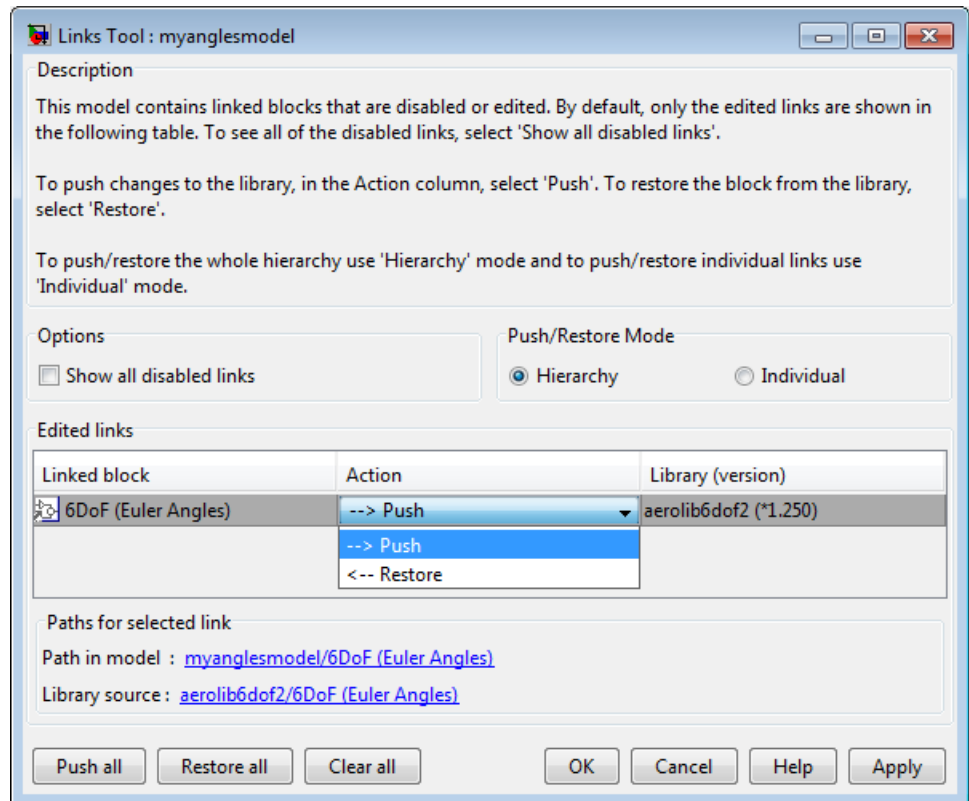 Links Tool : myanglesmodel
Description
This model contains linked blocks that are disabled or edited. By default, only the edited links are shown in
the following table. To see all of the disabled links, select 'Show all disabled links'.
To push changes to the library, in the Action column, select 'Push'. To restore the block from the library,
select 'Restore'.
To push/restore the whole hierarchy use 'Hierarchy' mode and to push/restore individual links use
'Individual' mode.
Options
Show all disabled links
Push/Restore Mode
Hierarchy Individual
Edited links
Linked block Action Library (version)
6DoF (Euler Angles) --> Push aerolib6dof2 (*1.250)
--> Push
<-- Restore
Paths for selected link
Path in model : myanglesmodel/6DoF (Euler Angles)
Library source : aerolib6dof2/6DoF (Euler Angles)
Push all Restore all Clear all OK Cancel Help Apply